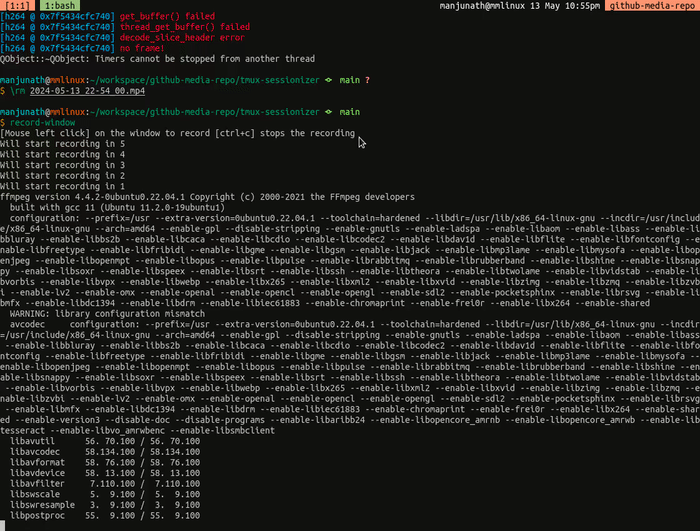 [1:1] 1:bash manjunath@mmlinux 13 May 10:55pm github-media-repo
[h264 @ 0x7f5434cfc740] get_buffer() failed
[h264 @ 0x7f5434cfc740] thread_get_buffer() failed
[h264 @ 0x7f5434cfc740] decode_slice_header error
[h264 @ 0x7f5434cfc740] no frame!
QObject::~QObject: Timers cannot be stopped from another thread
manjunath@mmlinux:~/workspace/github-media-repo/tmux-sessionizer main ?
$ \rm 2024-05-13_22-54_00.mp4
manjunath@mmlinux:~/workspace/github-media-repo/tmux-sessionizer main
$ record-window
[Mouse left click] on the window to record [ctrl+c] stops the recording
Will start recording in 5
Will start recording in 4
Will start recording in 3
Will start recording in 2
Will start recording in 1
ffmpeg version 4.4.2-0ubuntu0.22.04.1 Copyright (c) 2000-2021 the FFmpeg developers
built with gcc 11 (Ubuntu 11.2.0-19ubuntu1)
configuration: --prefix=/usr --extra-version=0ubuntu0.22.04.1 --toolchain=hardened --libdir=/usr/lib/x86_64-linux-gnu --incdir=/usr/includ
e/x86_64-linux-gnu --arch=amd64 --enable-gpl --disable-stripping --enable-gnutls --enable-ladspa --enable-libaom --enable-libass --enable-li
bbluray --enable-libbs2b --enable-libcaca --enable-libcdio --enable-libcodec2 --enable-libdav1d --enable-libflite --enable-libfontconfig --e
nable-libfreetype --enable-libfribidi --enable-libgme --enable-libgsm --enable-libjack --enable-libmp3lame --enable-libmysofa --enable-libop
enjpeg --enable-libopenmpt --enable-libopus --enable-libpulse --enable-librabbitmq --enable-librubberband --enable-libshine --enable-libsnap
py --enable-libsoxr --enable-libspeex --enable-libsrt --enable-libssh --enable-libtheora --enable-libtwolame --enable-libvidstab --enable-li
bvorbis --enable-libvpx --enable-libwebp --enable-libx265 --enable-libxml2 --enable-libxvid --enable-libzimg --enable-libzmq --enable-libzvb
i --enable-lv2 --enable-omx --enable-openal --enable-opencl --enable-opengl --enable-sdl2 --enable-pocketsphinx --enable-librsvg --enable-li
bmfx --enable-libdc1394 --enable-libdrm --enable-libiec61883 --enable-chromaprint --enable-frei0r --enable-libx264 --enable-shared
WARNING: library configuration mismatch
avcodec configuration: --prefix=/usr --extra-version=0ubuntu0.22.04.1 --toolchain=hardened --libdir=/usr/lib/x86_64-linux-gnu --incdir
=/usr/include/x86_64-linux-gnu --arch=amd64 --enable-gpl --disable-stripping --enable-gnutls --enable-ladspa --enable-libaom --enable-libass
--enable-libbluray --enable-libbs2b --enable-libcaca --enable-libcdio --enable-libcodec2 --enable-libdav1d --enable-libflite --enable-libfo
ntconfig --enable-libfreetype --enable-libfribidi --enable-libgme --enable-libgsm --enable-libjack --enable-libmp3lame --enable-libmysofa --
enable-libopenjpeg --enable-libopenmpt --enable-libopus --enable-libpulse --enable-librabbitmq --enable-librubberband --enable-libshine --en
able-libsnappy --enable-libsoxr --enable-libspeex --enable-libsrt --enable-libssh --enable-libtheora --enable-libtwolame --enable-libvidstab
--enable-libvorbis --enable-libvpx --enable-libwebp --enable-libx265 --enable-libxml2 --enable-libxvid --enable-libzimg --enable-libzmq --e
nable-libzvbi --enable-lv2 --enable-omx --enable-openal --enable-opencl --enable-opengl --enable-sdl2 --enable-pocketsphinx --enable-librsvg
--enable-libmfx --enable-libdc1394 --enable-libdrm --enable-libiec61883 --enable-chromaprint --enable-frei0r --enable-libx264 --enable-shar
ed --enable-version3 --disable-doc --disable-programs --enable-libaribb24 --enable-libopencore_amrnb --enable-libopencore_amrwb --enable-lib
tesseract --enable-libvo_amrwbenc --enable-libsmbclient
libavutil 56. 70.100 / 56. 70.100
libavcodec 58.134.100 / 58.134.100
libavformat 58. 76.100 / 58. 76.100
libavdevice 58. 13.100 / 58. 13.100
libavfilter 7.110.100 / 7.110.100
libswscale 5. 9.100 / 5. 9.100
libswresample 3. 9.100 / 3. 9.100
libpostproc 55. 9.100 / 55. 9.100